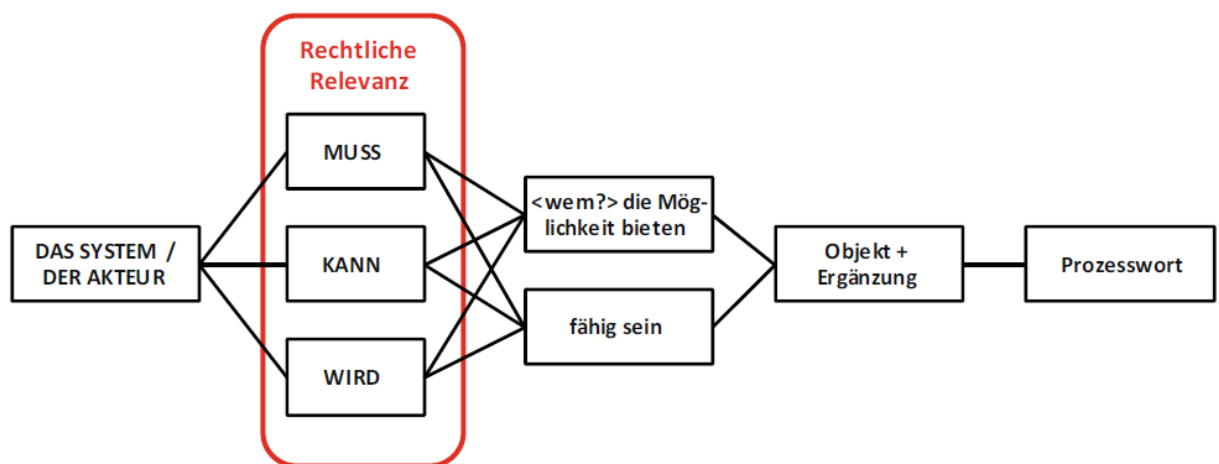 Rechtliche
Relevanz
MUSS
<wem?> die Mög-
lichkeit bieten
DAS SYSTEM /
DER AKTEUR
KANN
Objekt +
Ergänzung
Prozesswort
fähig sein
WIRD